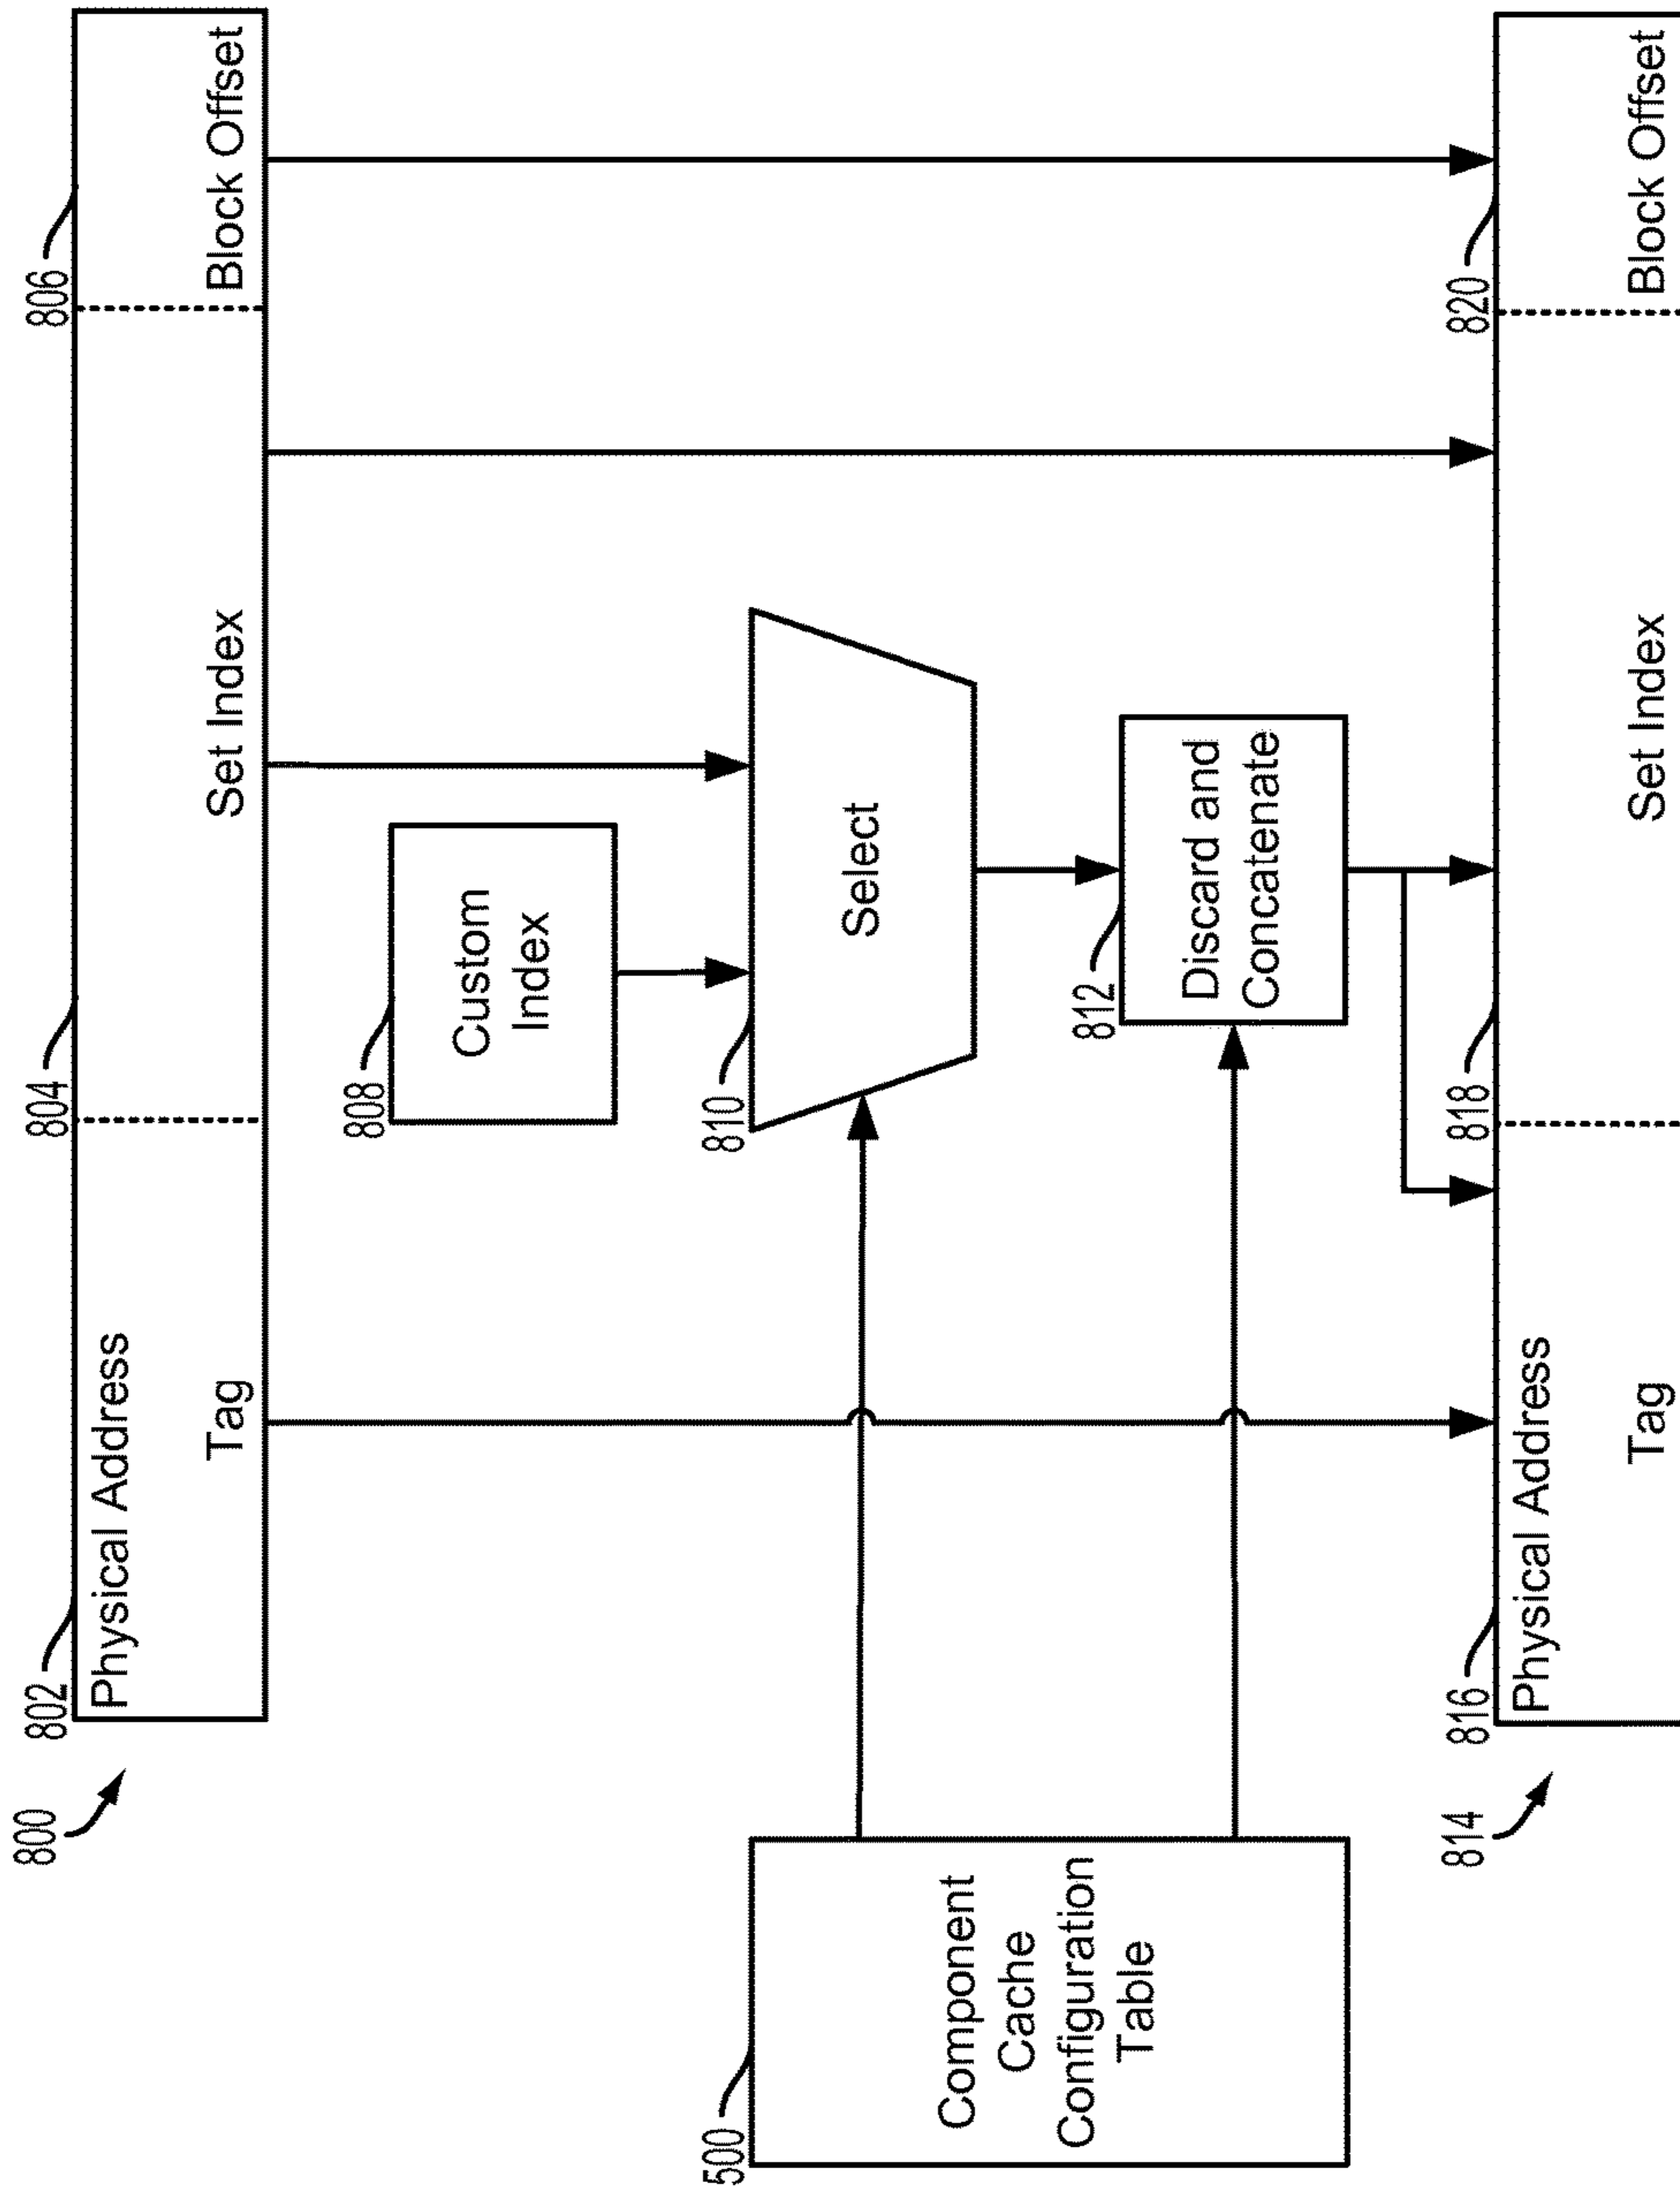 800
802
804
806
Physical Address
Tag
Set Index
Block Offset
808
Custom
Index
500
Component
Cache
Configuration
Table
810
Select
812
Discard and
Concatenate
814
816
818
820
Physical Address
Tag
Set Index
Block Offset